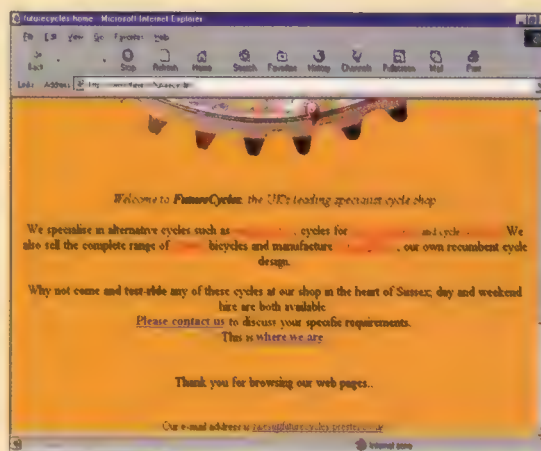 futurecycles home - Microsoft Internet Explorer
File Edit View Go Favorites Help
Back Stop Refresh Home Search Favorites History Channels Fullscreen Mail Print
Links Address
Welcome to FutureCycles, the UK's leading specialist cycle shop
We specialise in alternative cycles such as , cycles for and cycle . We
also sell the complete range of bicycles and manufacture , our own recumbent cycle
design.
Why not come and test-ride any of these cycles at our shop in the heart of Sussex; day and weekend
hire are both available
Please contact us to discuss your specific requirements.
This is where we are
Thank you for browsing our web pages..
Our e-mail address is
Internet zone